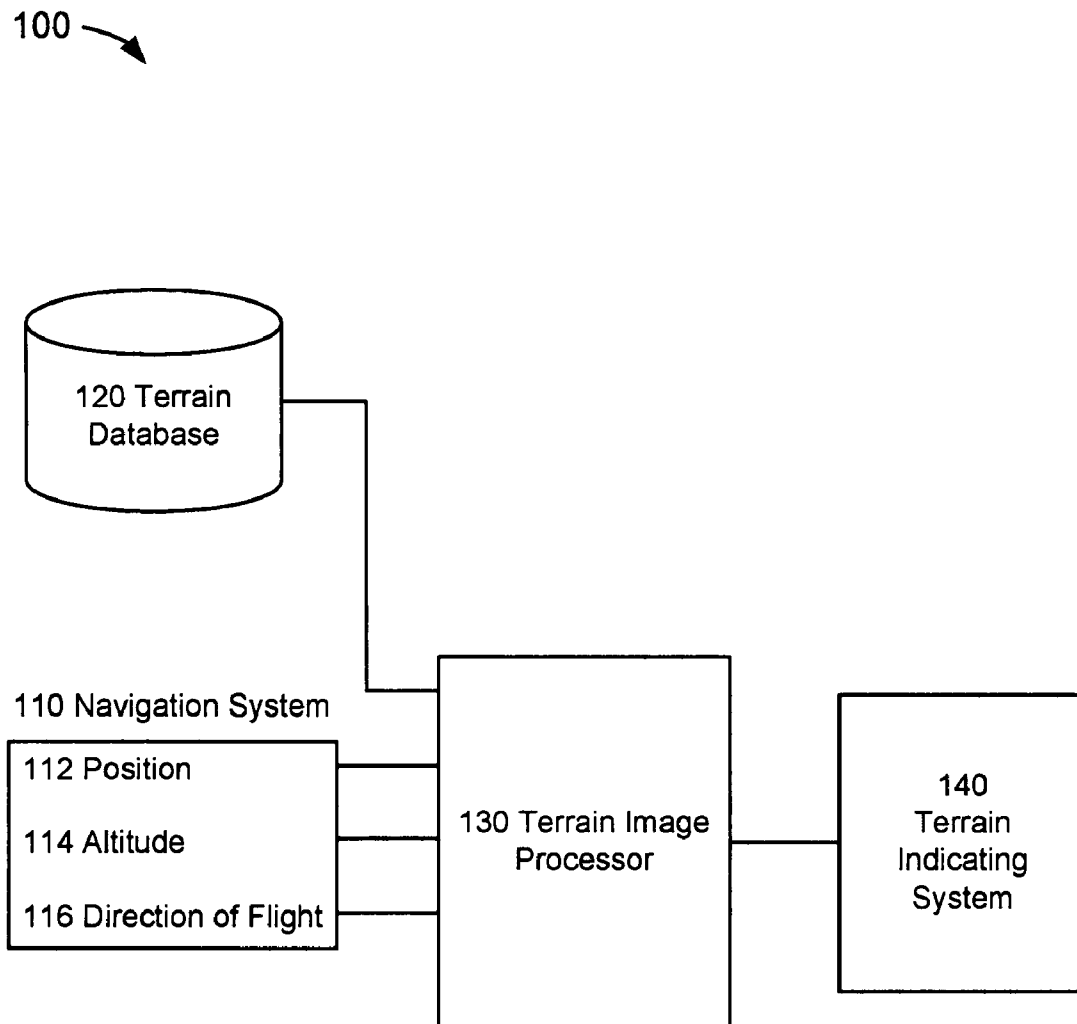 100
120 Terrain
Database
110 Navigation System
112 Position
114 Altitude
116 Direction of Flight
130 Terrain Image
Processor
140
Terrain
Indicating
System